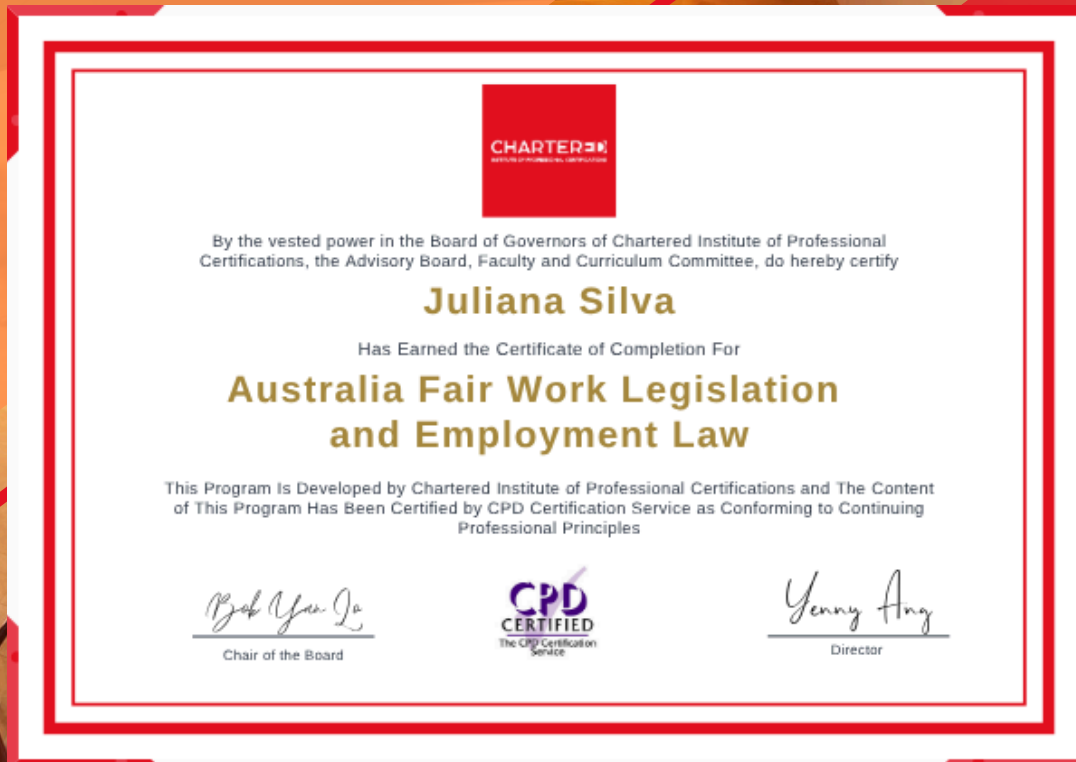 CHARTERED
INSTITUTE OF PROFESSIONAL CERTIFICATIONS
By the vested power in the Board of Governors of Chartered Institute of Professional
Certifications, the Advisory Board, Faculty and Curriculum Committee, do hereby certify
Juliana Silva
Has Earned the Certificate of Completion For
Australia Fair Work Legislation
and Employment Law
This Program Is Developed by Chartered Institute of Professional Certifications and The Content
of This Program Has Been Certified by CPD Certification Service as Conforming to Continuing
Professional Principles
Yenny Ang
Chair of the Board
CPD
CERTIFIED
The CPD Certification
Service
Director